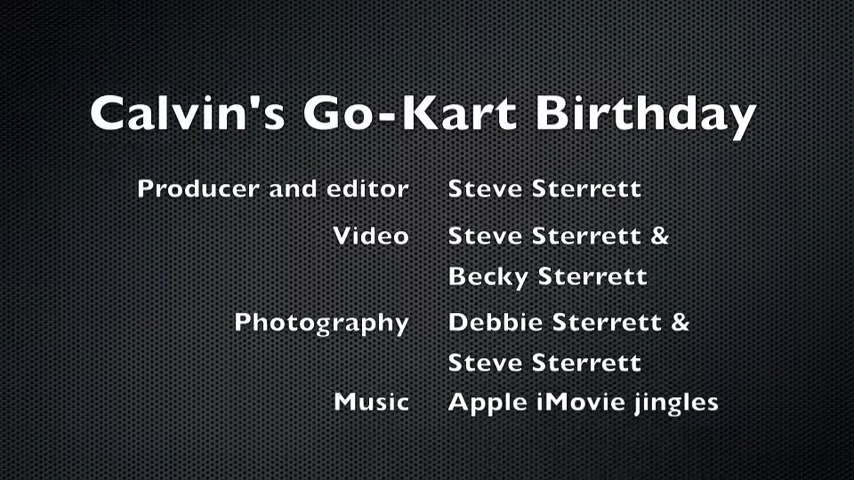 Calvin's Go-Kart Birthday
Producer and editor Steve Sterrett
Video Steve Sterrett &
Becky Sterrett
Photography Debbie Sterrett &
Steve Sterrett
Music Apple iMovie jingles